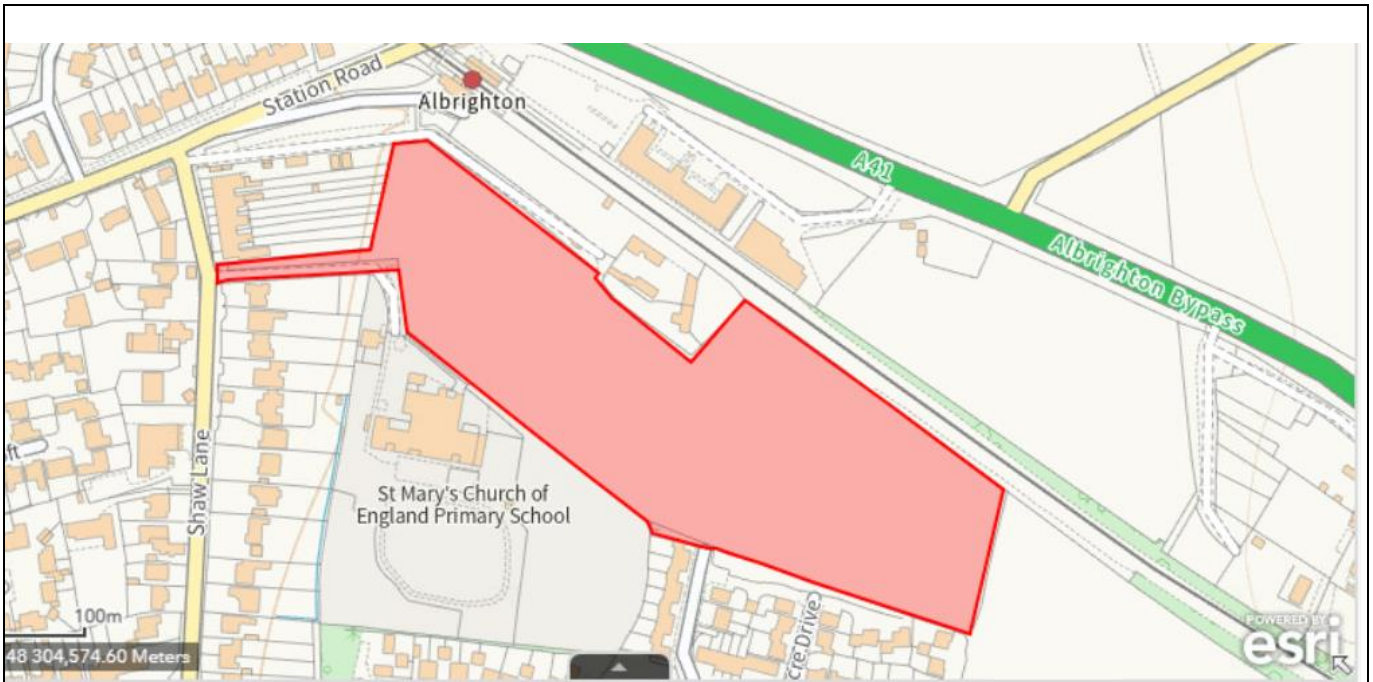 Station Road
Albrighton
A41
Albrighton Bypass
Shaw Lane
St Mary's Church of
England Primary School
100m
48 304,574.60 Meters
POWERED BY
esri